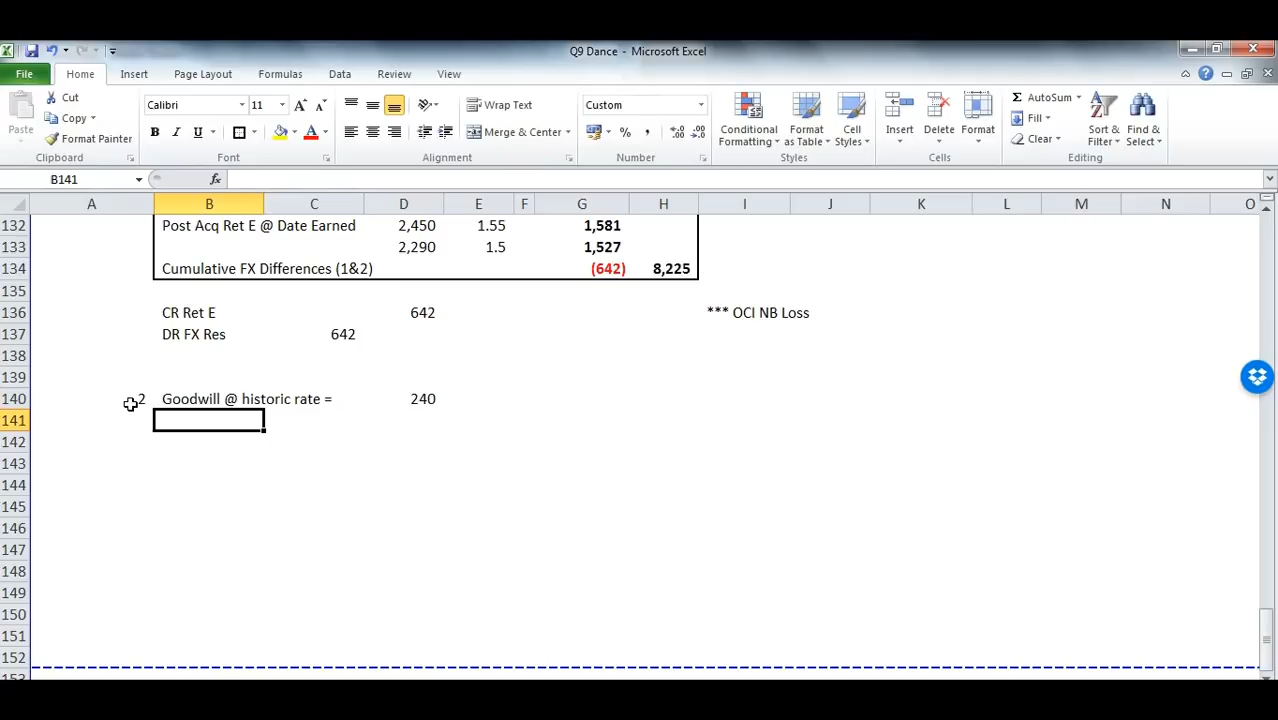 Q9 Dance - Microsoft Excel
File Home Insert Page Layout Formulas Data Review View
Cut
Copy
Format Painter
Paste
Calibri 11
B I U
Wrap Text
Merge & Center
Custom
Conditional Formatting
Format as Table
Cell Styles
Insert
Delete
Format
AutoSum
Fill
Clear
Sort & Filter
Find & Select
Clipboard Font Alignment Number Styles Cells Editing
B141 fx
A B C D E F G H I J K L M N O
132 Post Acq Ret E @ Date Earned 2,450 1.55 1,581
133 2,290 1.5 1,527
134 Cumulative FX Differences (1&2) (642) 8,225
135
136 CR Ret E 642 *** OCI NB Loss
137 DR FX Res 642
138
139
140 2 Goodwill @ historic rate = 240
141
142
143
144
145
146
147
148
149
150
151
152
153